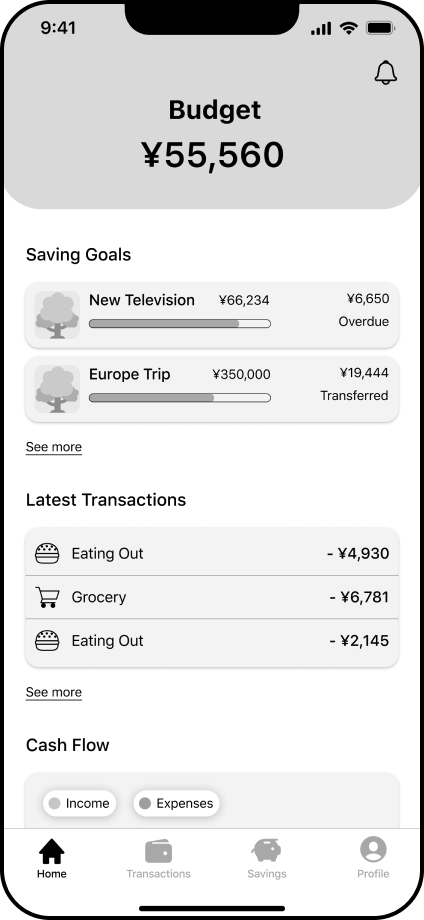 9:41
Budget
¥55,560
Saving Goals
New Television ¥66,234 ¥6,650
Overdue
Europe Trip ¥350,000 ¥19,444
Transferred
See more
Latest Transactions
Eating Out - ¥4,930
Grocery - ¥6,781
Eating Out - ¥2,145
See more
Cash Flow
Income Expenses
Home Transactions Savings Profile